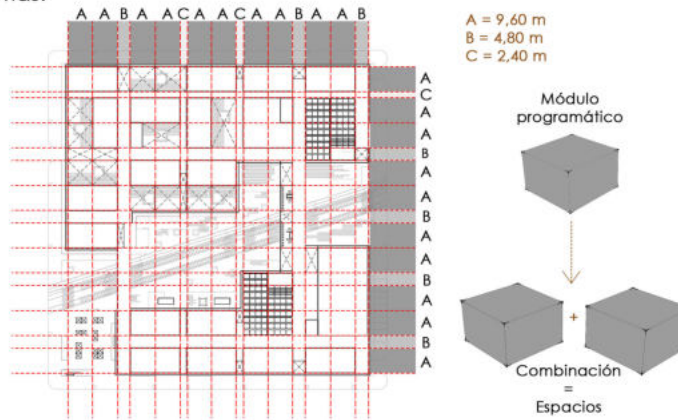 A A B A A C A A C A A B A A B
A = 9,60 m
B = 4,80 m
C = 2,40 m
A
C
A
A
B
A
A
B
A
A
B
A
A
B
A
Módulo
programático
+
Combinación
=
Espacios